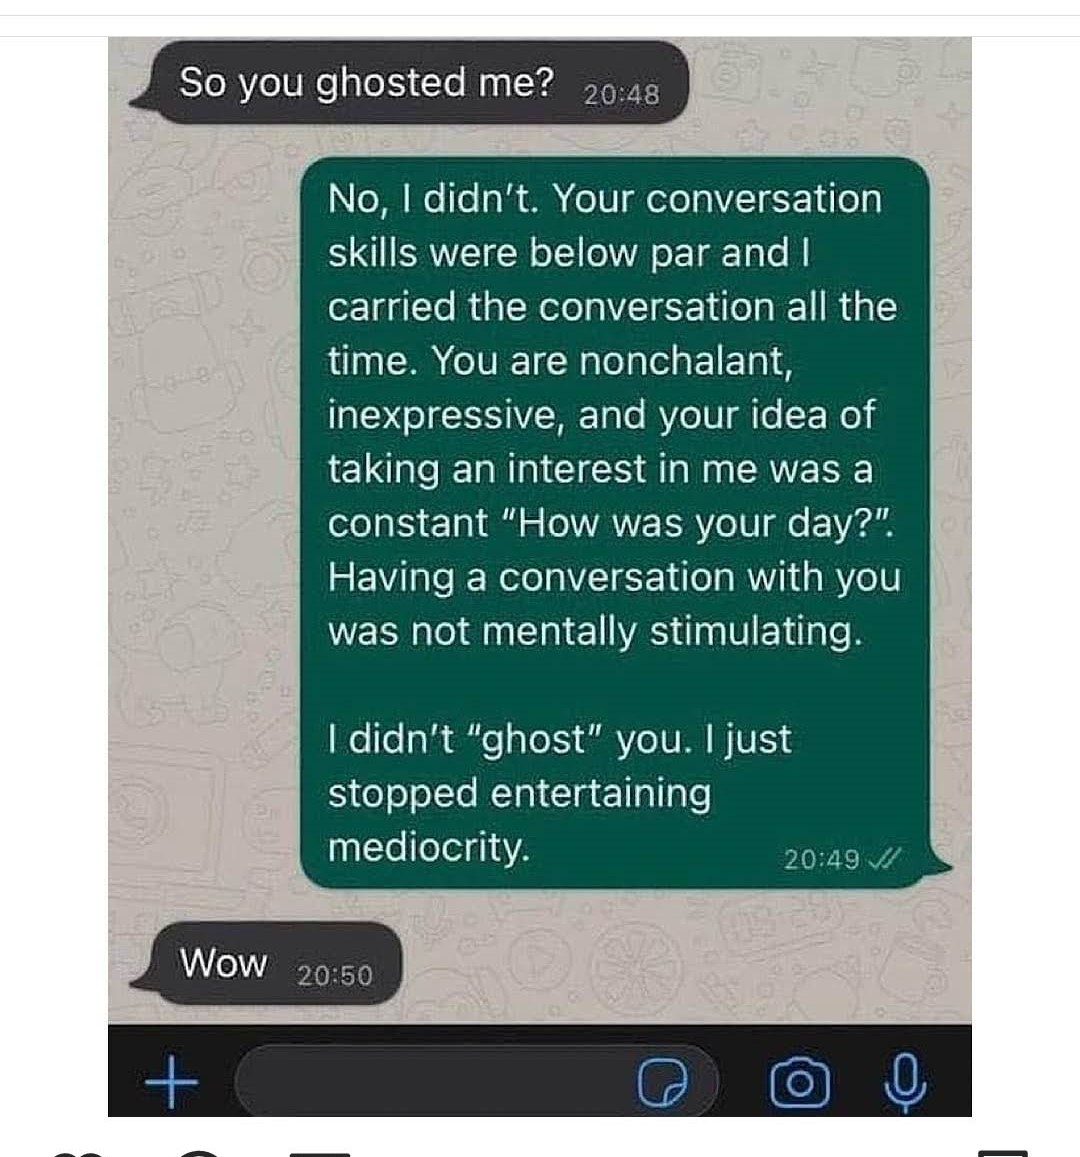 So you ghosted me? 20:48
No, I didn't. Your conversation
skills were below par and I
carried the conversation all the
time. You are nonchalant,
inexpressive, and your idea of
taking an interest in me was a
constant "How was your day?".
Having a conversation with you
was not mentally stimulating.
I didn't "ghost" you. I just
stopped entertaining
mediocrity. 20:49
Wow 20:50